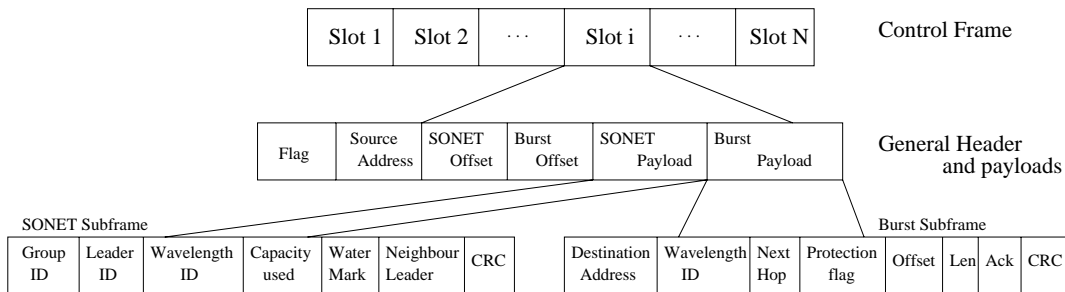 Slot 1 Slot 2 ... Slot i ... Slot N Control Frame
Flag Source Address SONET Offset Burst Offset SONET Payload Burst Payload General Header and payloads
SONET Subframe
Group ID Leader ID Wavelength ID Capacity used Water Mark Neighbour Leader CRC
Burst Subframe
Destination Address Wavelength ID Next Hop Protection flag Offset Len Ack CRC